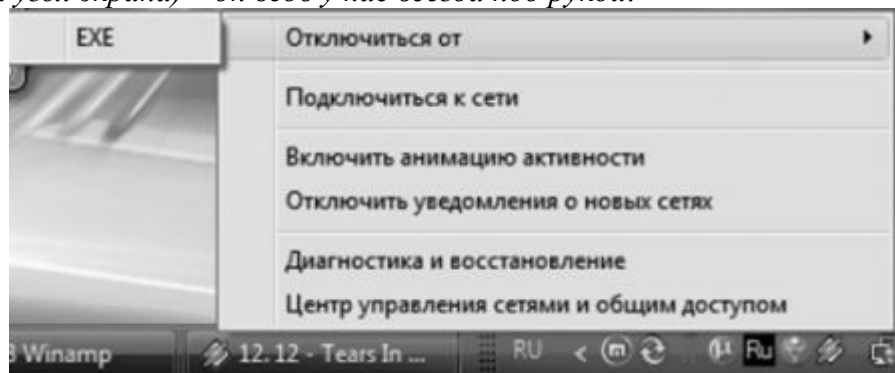 EXE
Отключиться от
Подключиться к сети
Включить анимацию активности
Отключить уведомления о новых сетях
Диагностика и восстановление
Центр управления сетями и общим доступом
Winamp 12. 12 - Tears In ... RU < Ru